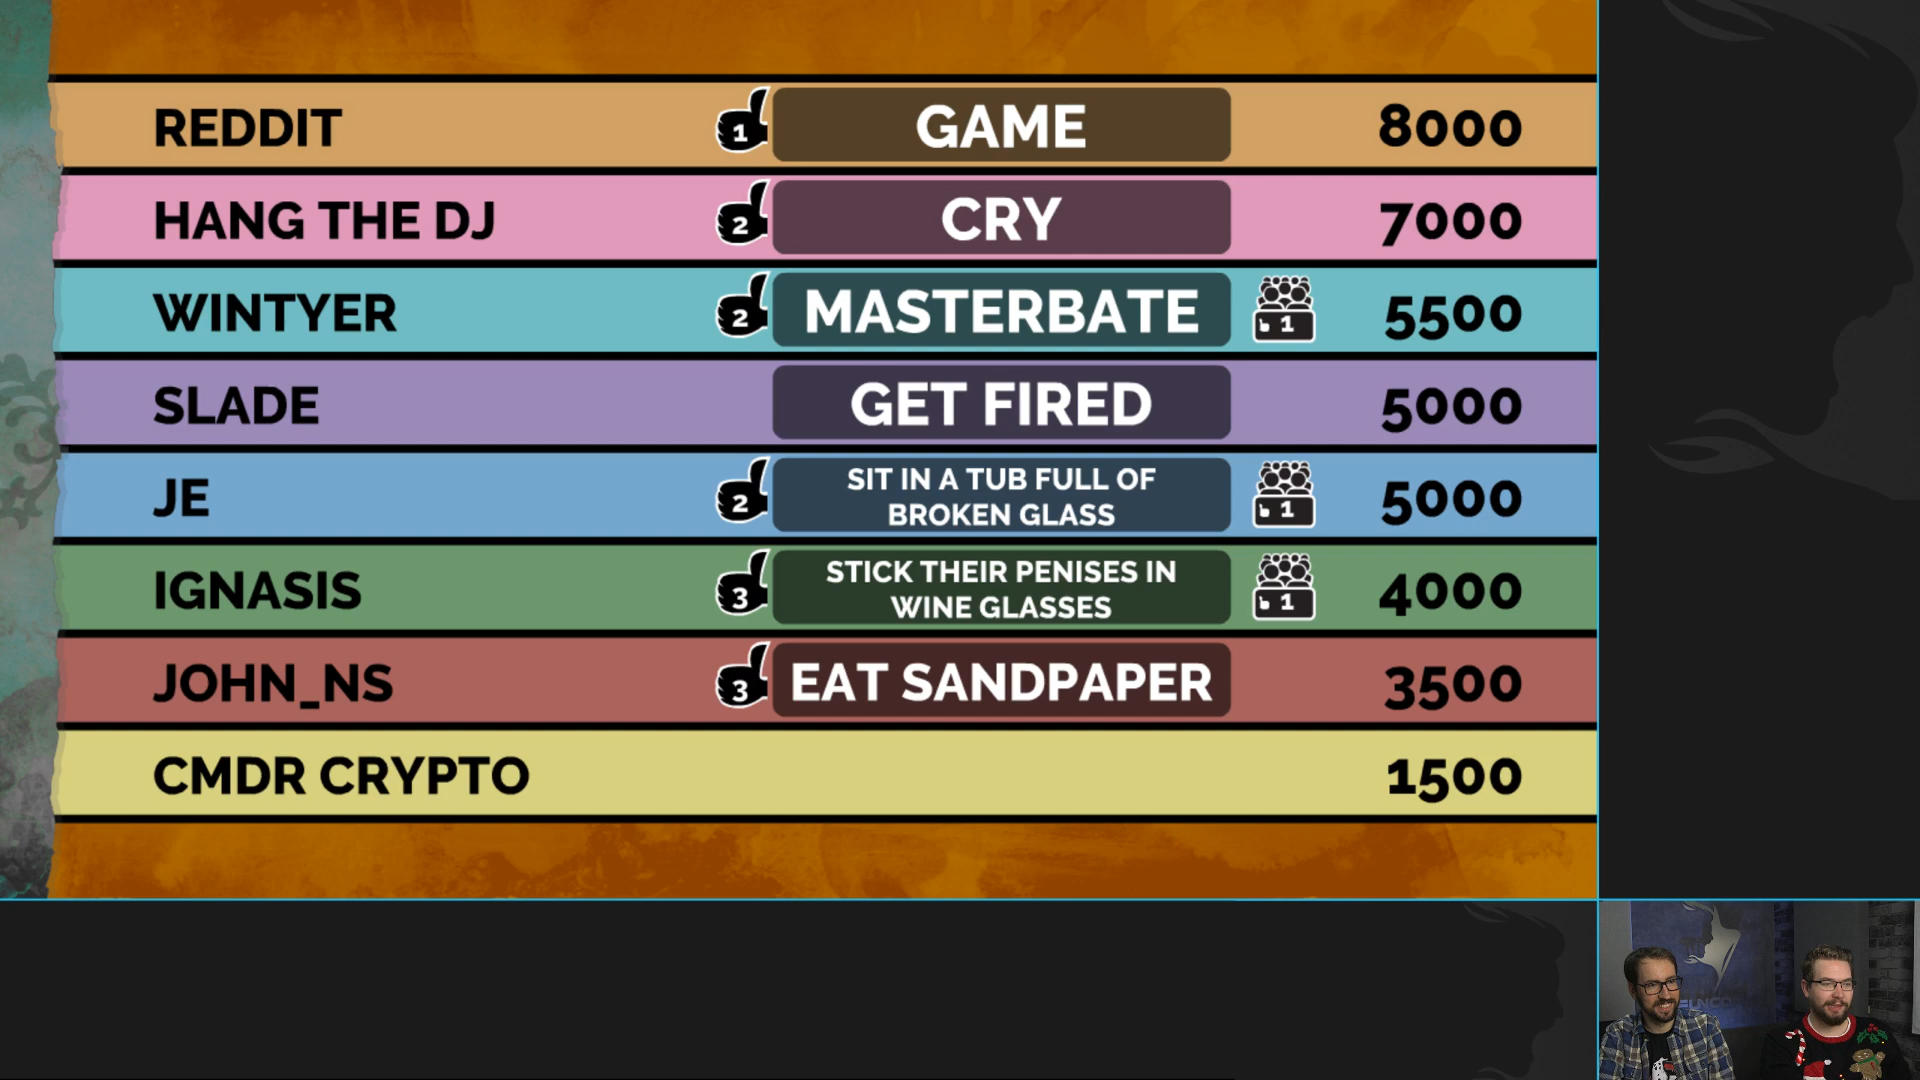 REDDIT 1 GAME 8000
HANG THE DJ 2 CRY 7000
WINTYER 2 MASTERBATE 1 5500
SLADE GET FIRED 5000
JE 2 SIT IN A TUB FULL OF
BROKEN GLASS 1 5000
IGNASIS 3 STICK THEIR PENISES IN
WINE GLASSES 1 4000
JOHN_NS 3 EAT SANDPAPER 3500
CMDR CRYPTO 1500